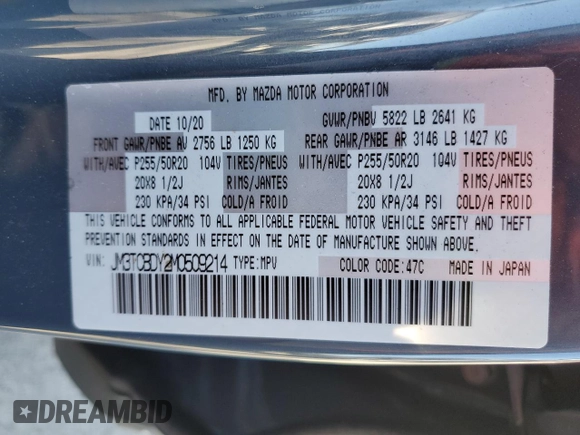 MFD. BY MAZDA MOTOR CORPORATION
DATE 10/20 GVWR/PNBV 5822 LB 2641 KG
FRONT GAWR/PNBE AV 2756 LB 1250 KG REAR GAWR/PNBE AR 3146 LB 1427 KG
WITH/AVEC P255/50R20 104V TIRES/PNEUS WITH/AVEC P255/50R20 104V TIRES/PNEUS
20X8 1/2J RIMS/JANTES 20X8 1/2J RIMS/JANTES
230 KPA/34 PSI COLD/A FROID 230 KPA/34 PSI COLD/A FROID
THIS VEHICLE CONFORMS TO ALL APPLICABLE FEDERAL MOTOR VEHICLE SAFETY AND THEFT
PREVENTION STANDARDS IN EFFECT ON THE DATE OF MANUFACTURE SHOWN ABOVE.
VIN: JM3TCBDY2M0509214 TYPE:MPV COLOR CODE:47C MADE IN JAPAN
DREAMBID